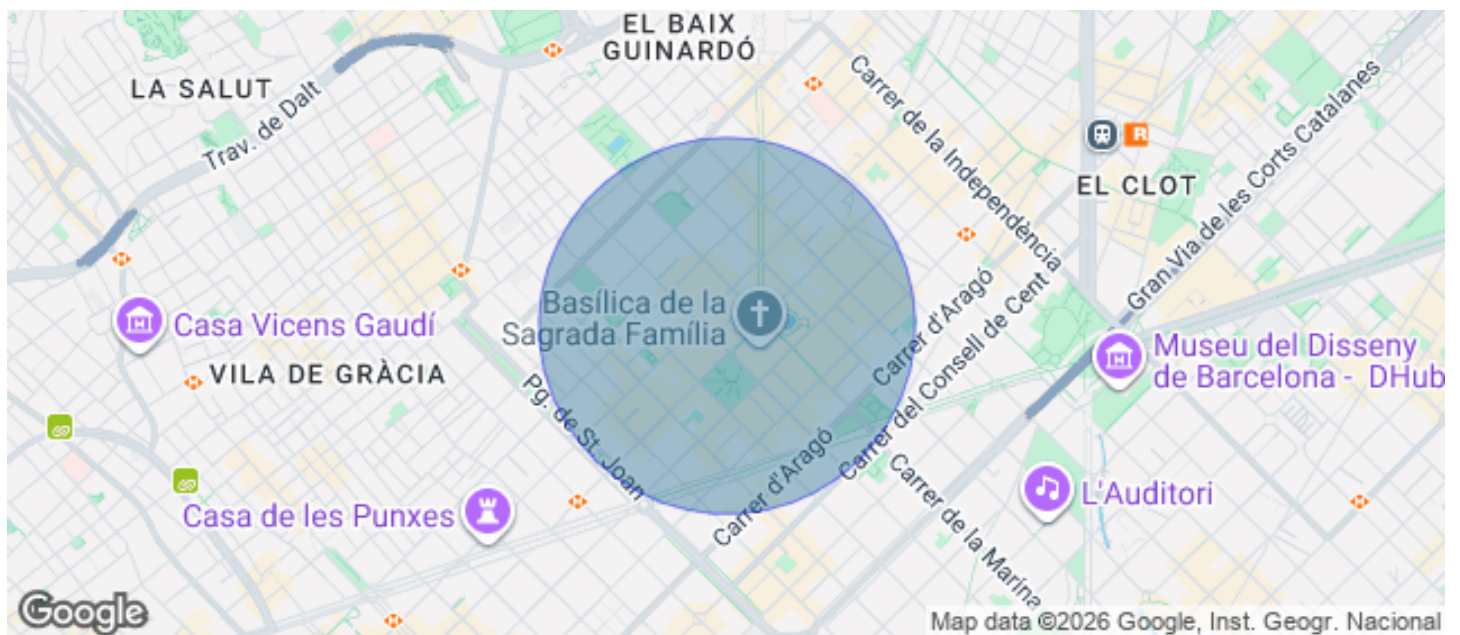 EL BAIX
GUINARDÓ
LA SALUT
Trav. de Dalt
Carrer de la Independència
R
EL CLOT
Gran Via de les Corts Catalanes
Basílica de la
Sagrada Família
Casa Vicens Gaudí
VILA DE GRÀCIA
Carrer d'Aragó
Carrer del Consell de Cent
Museu del Disseny
de Barcelona - DHub
Pg. de St. Joan
Carrer d'Aragó
Casa de les Punxes
L'Auditori
Carrer de la Marina
Google
Map data ©2026 Google, Inst. Geogr. Nacional